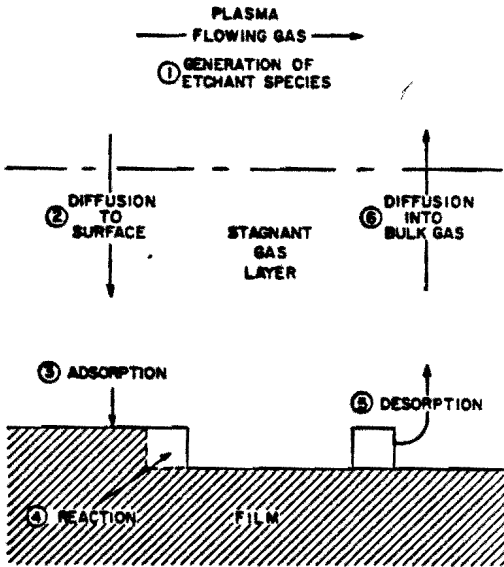 PLASMA
FLOWING GAS
① GENERATION OF
ETCHANT SPECIES
② DIFFUSION
TO
SURFACE
STAGNANT
GAS
LAYER
⑥ DIFFUSION
INTO
BULK GAS
③ ADSORPTION
⑤ DESORPTION
④ REACTION
FILM